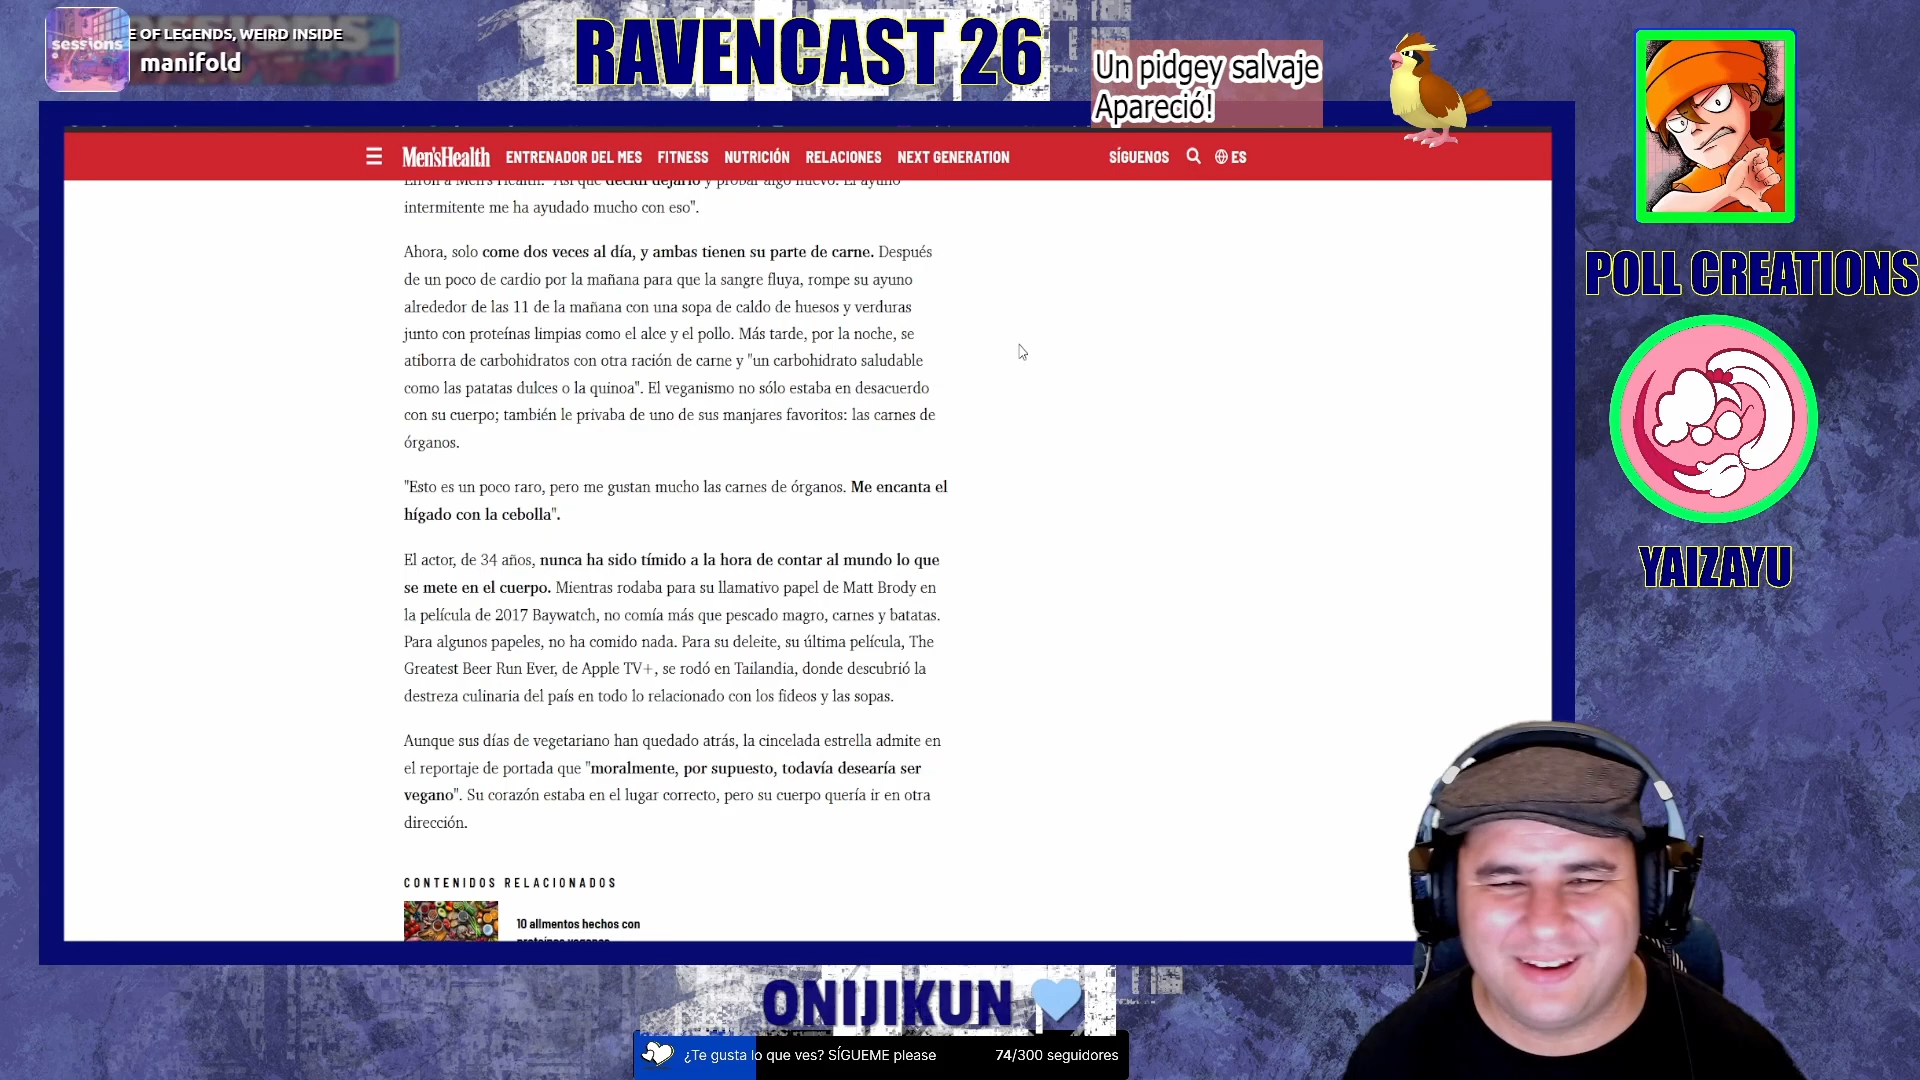 E OF LEGENDS, WEIRD INSIDE
sessions
manifold
RAVENCAST 26
Un pidgey salvaje
Apareció!
Men'sHealth ENTRENADOR DEL MES FITNESS NUTRICIÓN RELACIONES NEXT GENERATION SÍGUENOS ES
Efron a Men's Health. "Así que decidí dejarlo y probar algo nuevo. El ayuno
intermitente me ha ayudado mucho con eso".
Ahora, solo come dos veces al día, y ambas tienen su parte de carne. Después
de un poco de cardio por la mañana para que la sangre fluya, rompe su ayuno
alrededor de las 11 de la mañana con una sopa de caldo de huesos y verduras
junto con proteínas limpias como el alce y el pollo. Más tarde, por la noche, se
atiborra de carbohidratos con otra ración de carne y "un carbohidrato saludable
como las patatas dulces o la quinoa". El veganismo no sólo estaba en desacuerdo
con su cuerpo; también le privaba de uno de sus manjares favoritos: las carnes de
órganos.
"Esto es un poco raro, pero me gustan mucho las carnes de órganos. Me encanta el
hígado con la cebolla".
El actor, de 34 años, nunca ha sido tímido a la hora de contar al mundo lo que
se mete en el cuerpo. Mientras rodaba para su llamativo papel de Matt Brody en
la película de 2017 Baywatch, no comía más que pescado magro, carnes y batatas.
Para algunos papeles, no ha comido nada. Para su deleite, su última película, The
Greatest Beer Run Ever, de Apple TV+, se rodó en Tailandia, donde descubrió la
destreza culinaria del país en todo lo relacionado con los fideos y las sopas.
Aunque sus días de vegetariano han quedado atrás, la cincelada estrella admite en
el reportaje de portada que "moralmente, por supuesto, todavía desearía ser
vegano". Su corazón estaba en el lugar correcto, pero su cuerpo quería ir en otra
dirección.
CONTENIDOS RELACIONADOS
10 alimentos hechos con
proteínas veganas
POLL CREATIONS
YAIZAYU
ONIJIKUN
¿Te gusta lo que ves? SÍGUEME please 74/300 seguidores